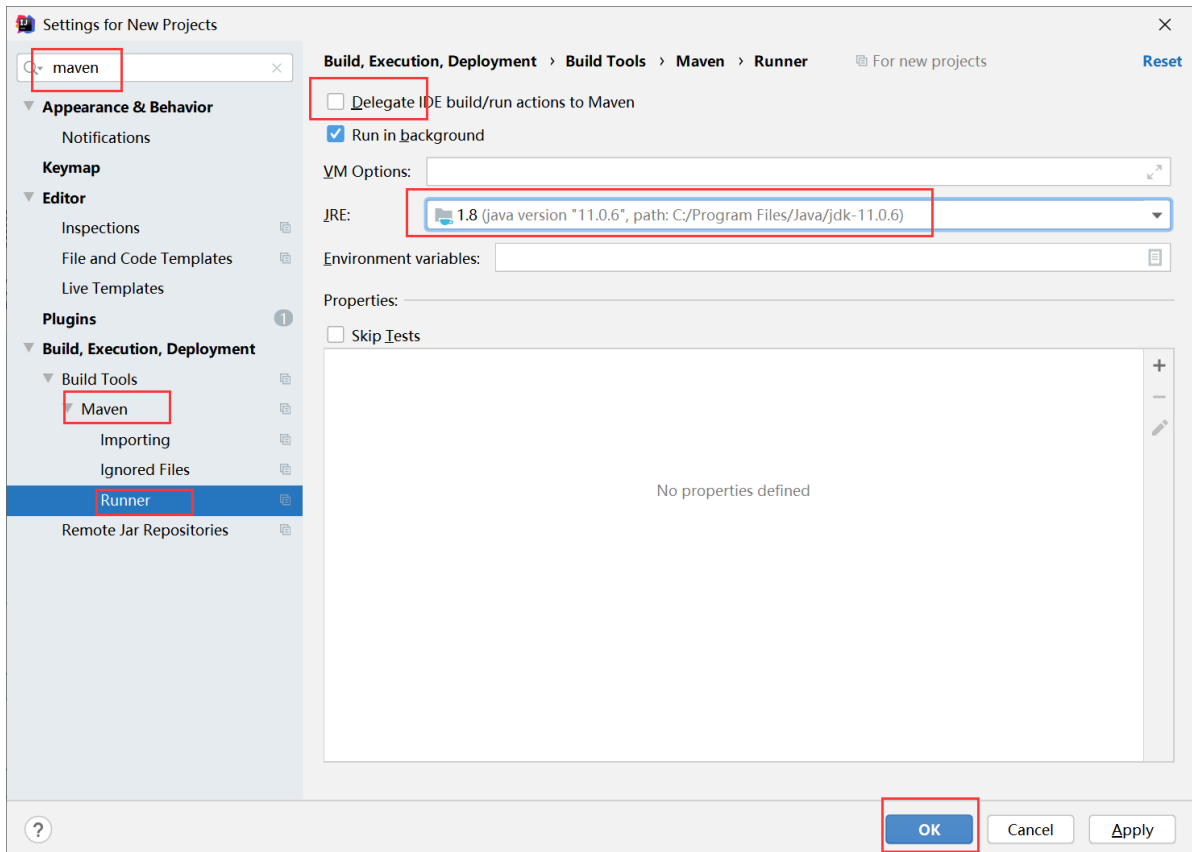 Settings for New Projects
maven
Appearance & Behavior
Notifications
Keymap
Editor
Inspections
File and Code Templates
Live Templates
Plugins
1
Build, Execution, Deployment
Build Tools
Maven
Importing
Ignored Files
Runner
Remote Jar Repositories
Build, Execution, Deployment › Build Tools › Maven › Runner
For new projects
Reset
Delegate IDE build/run actions to Maven
Run in background
VM Options:
JRE:
1.8 (java version "11.0.6", path: C:/Program Files/Java/jdk-11.0.6)
Environment variables:
Properties:
Skip Tests
No properties defined
?
OK
Cancel
Apply